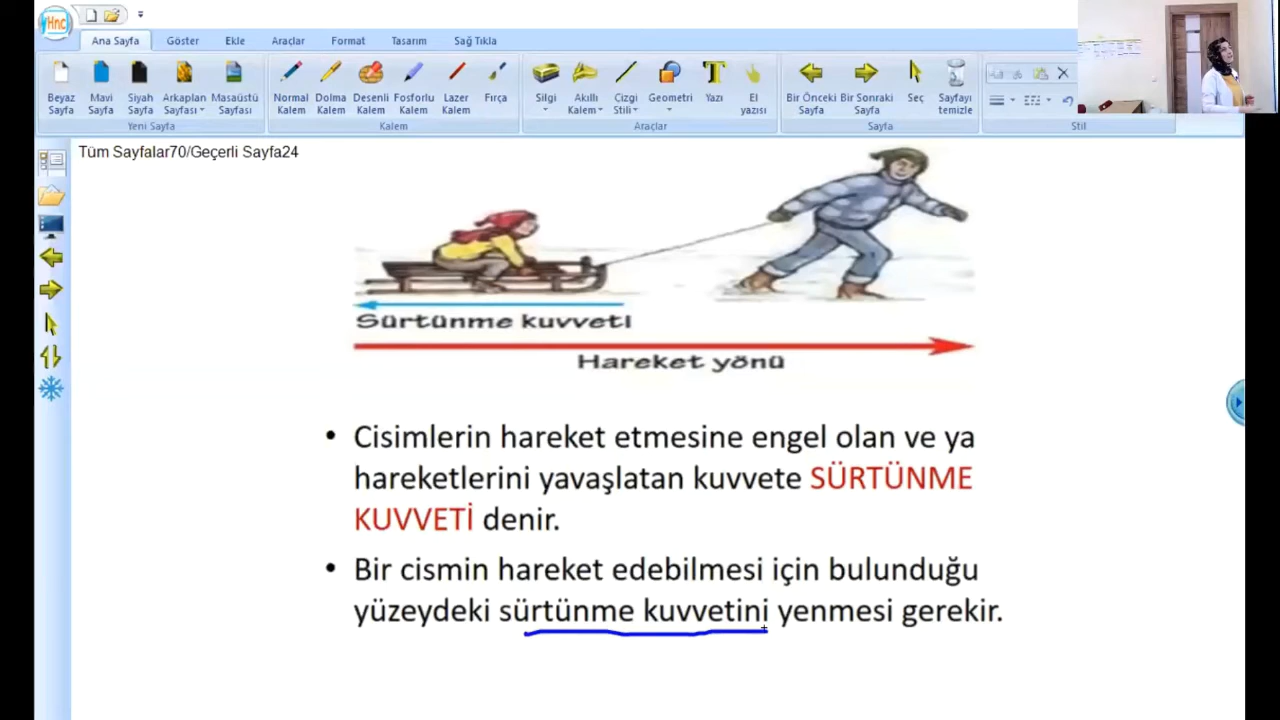 Hnc
Ana Sayfa Göster Ekle Araçlar Format Tasarım Sağ Tıkla
Beyaz Sayfa Mavi Sayfa Siyah Sayfa Arkaplan Sayfası Masaüstü Sayfası
Yeni Sayfa
Normal Kalem Dolma Kalem Desenli Kalem Fosforlu Kalem Lazer Kalem Fırça
Kalem
Silgi Akıllı Kalem Çizgi Stili Geometri Yazı El yazısı
Araçlar
Bir Önceki Sayfa Bir Sonraki Sayfa Seç Sayfayı temizle
Sayfa
Stil
Tüm Sayfalar70/Geçerli Sayfa24
Sürtünme kuvveti
Hareket yönü
• Cisimlerin hareket etmesine engel olan ve ya
hareketlerini yavaşlatan kuvvete SÜRTÜNME
KUVVETİ denir.
• Bir cismin hareket edebilmesi için bulunduğu
yüzeydeki sürtünme kuvvetini yenmesi gerekir.